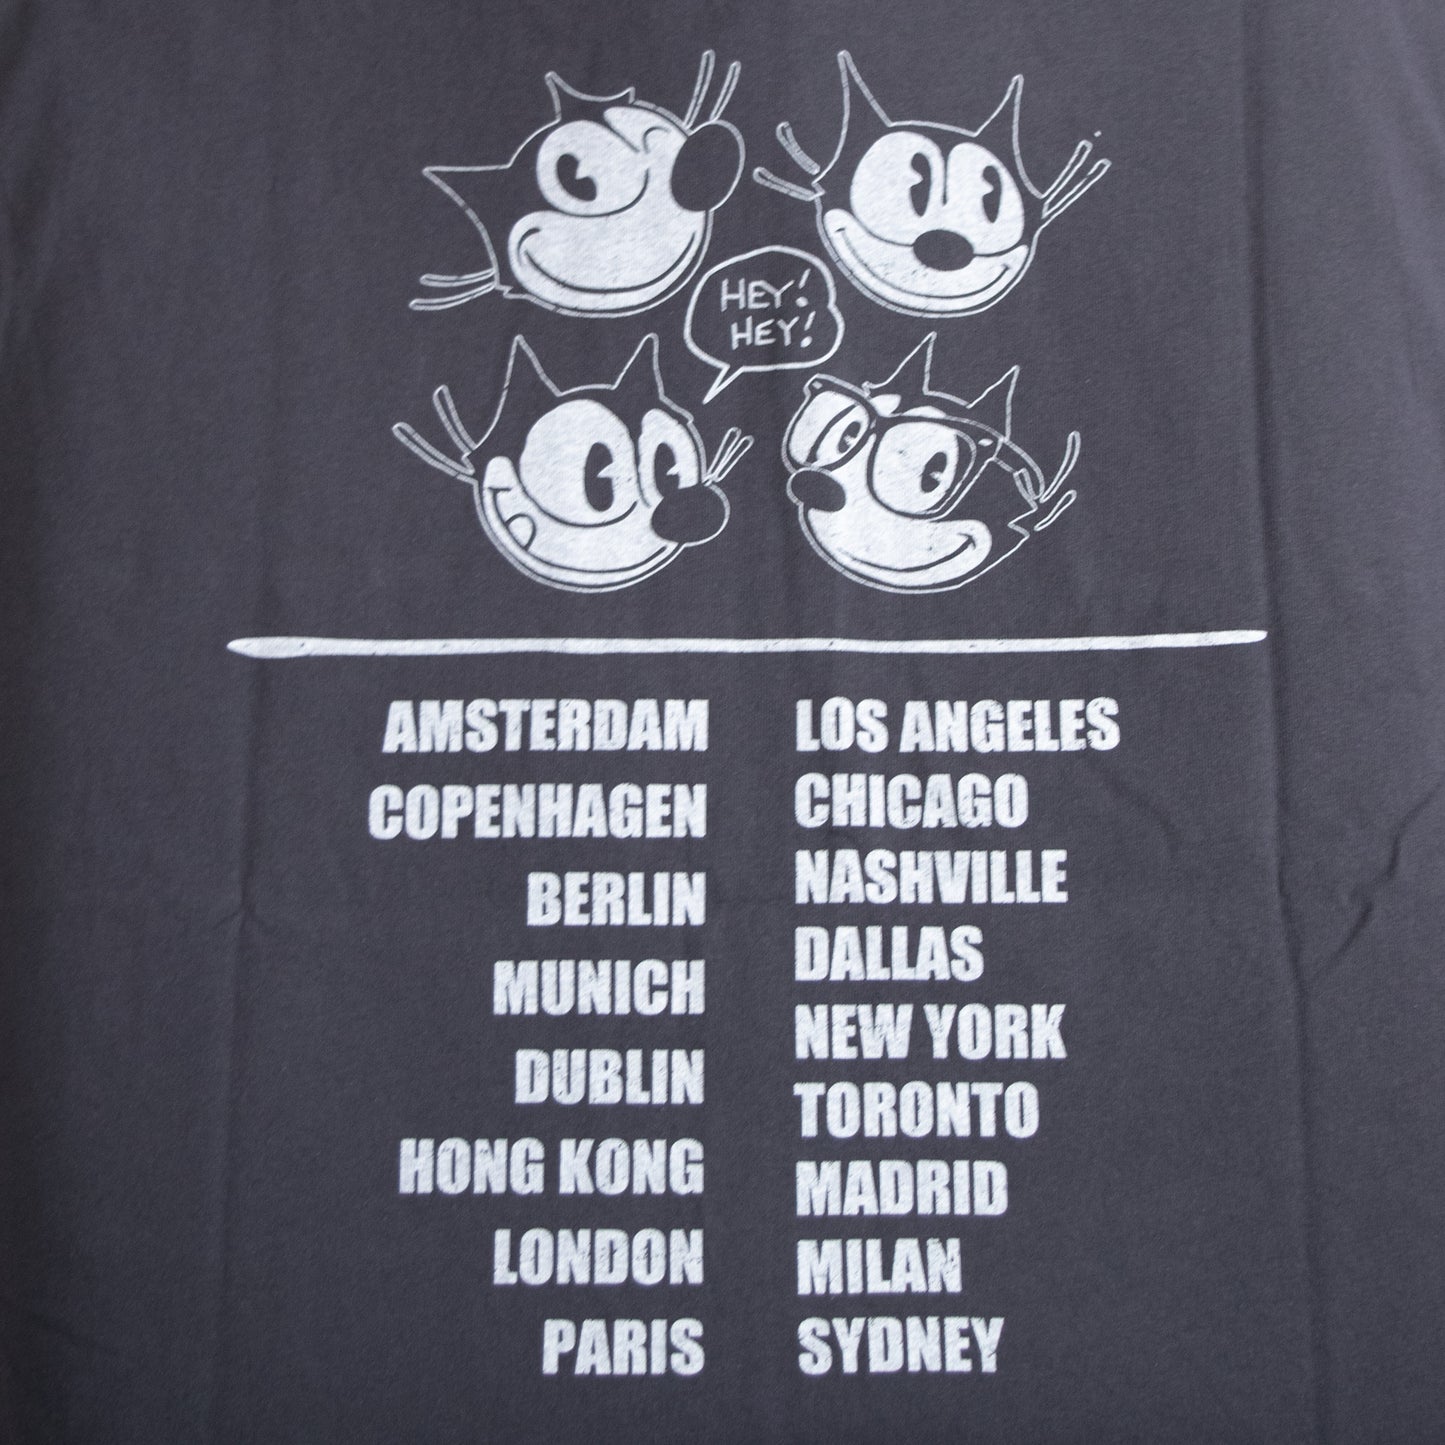 HEY!
HEY!
AMSTERDAM
COPENHAGEN
BERLIN
MUNICH
DUBLIN
HONG KONG
LONDON
PARIS
LOS ANGELES
CHICAGO
NASHVILLE
DALLAS
NEW YORK
TORONTO
MADRID
MILAN
SYDNEY